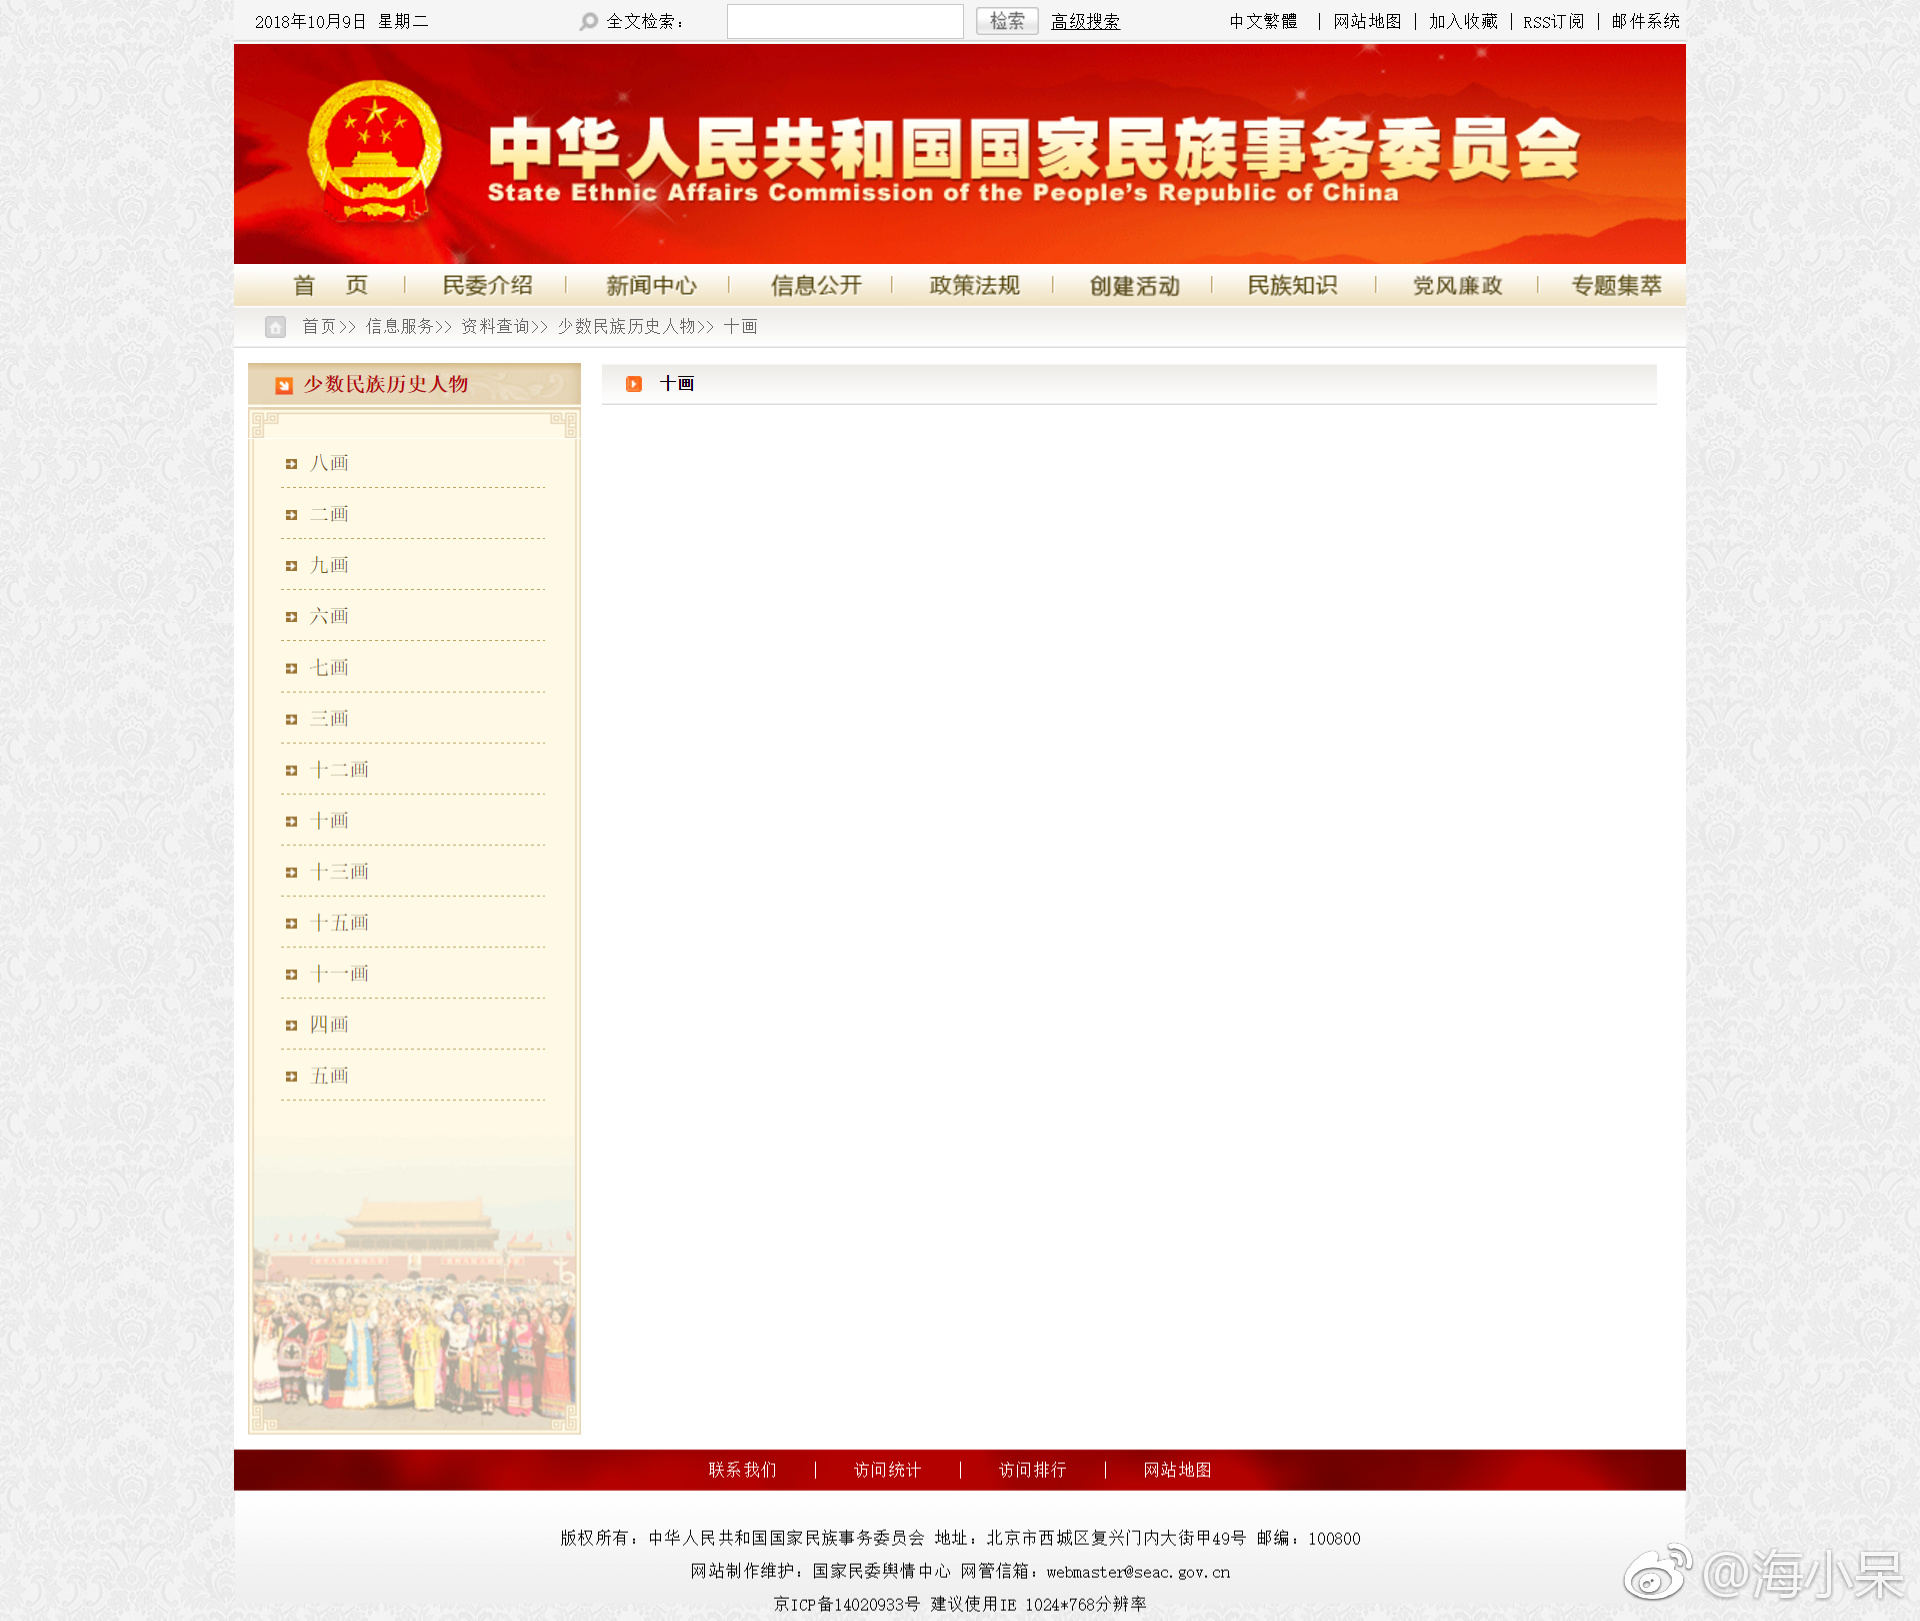 2018年10月9日 星期二 全文检索： 检索 高级搜索 中文繁體 | 网站地图 | 加入收藏 | RSS订阅 | 邮件系统
中华人民共和国国家民族事务委员会
State Ethnic Affairs Commission of the People's Republic of China
首 页 | 民委介绍 | 新闻中心 | 信息公开 | 政策法规 | 创建活动 | 民族知识 | 党风廉政 | 专题集萃
首页>> 信息服务>> 资料查询>> 少数民族历史人物>> 十画
少数民族历史人物
十画
八画
二画
九画
六画
七画
三画
十二画
十画
十三画
十五画
十一画
四画
五画
联系我们 | 访问统计 | 访问排行 | 网站地图
版权所有：中华人民共和国国家民族事务委员会 地址：北京市西城区复兴门内大街甲49号 邮编：100800
网站制作维护：国家民委舆情中心 网管信箱：webmaster@seac.gov.cn
京ICP备14020933号 建议使用IE 1024*768分辨率
@海小呆